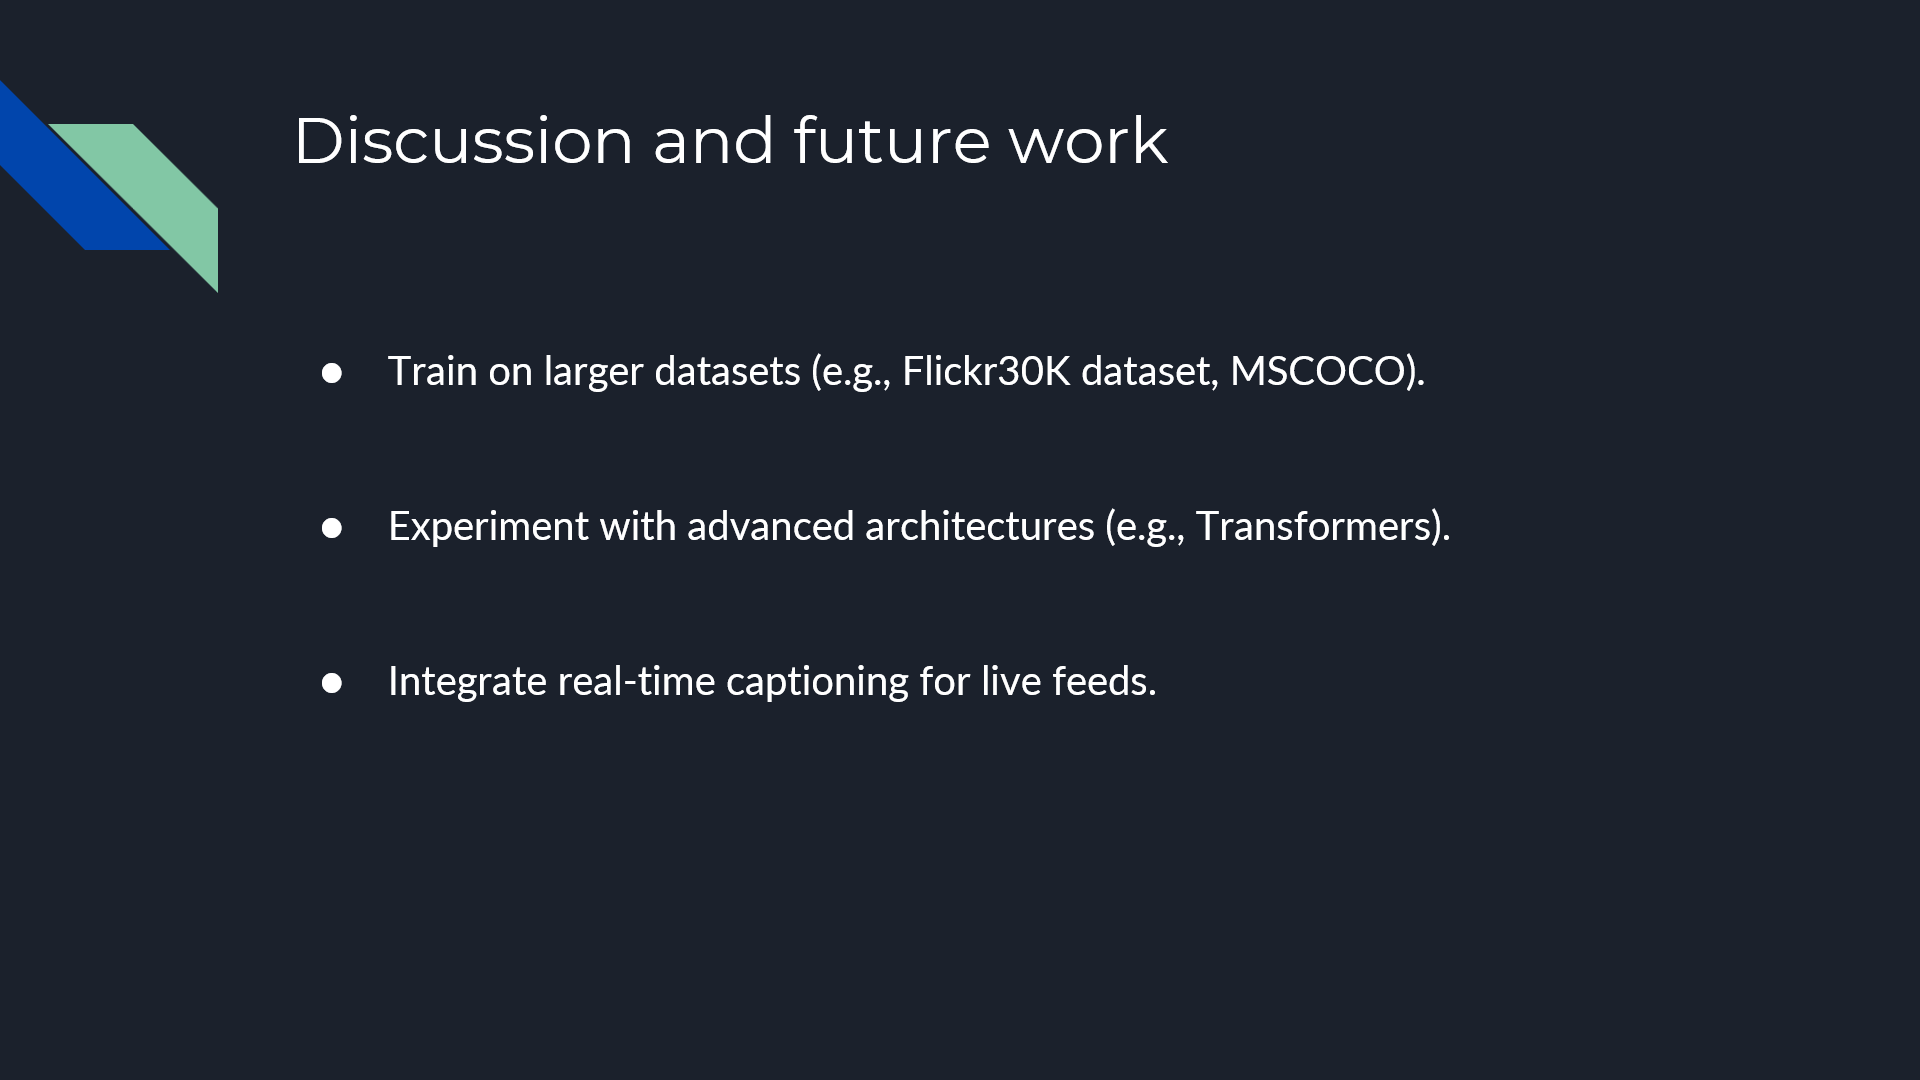 Discussion and future work
● Train on larger datasets (e.g., Flickr30K dataset, MSCOCO).
● Experiment with advanced architectures (e.g., Transformers).
● Integrate real-time captioning for live feeds.